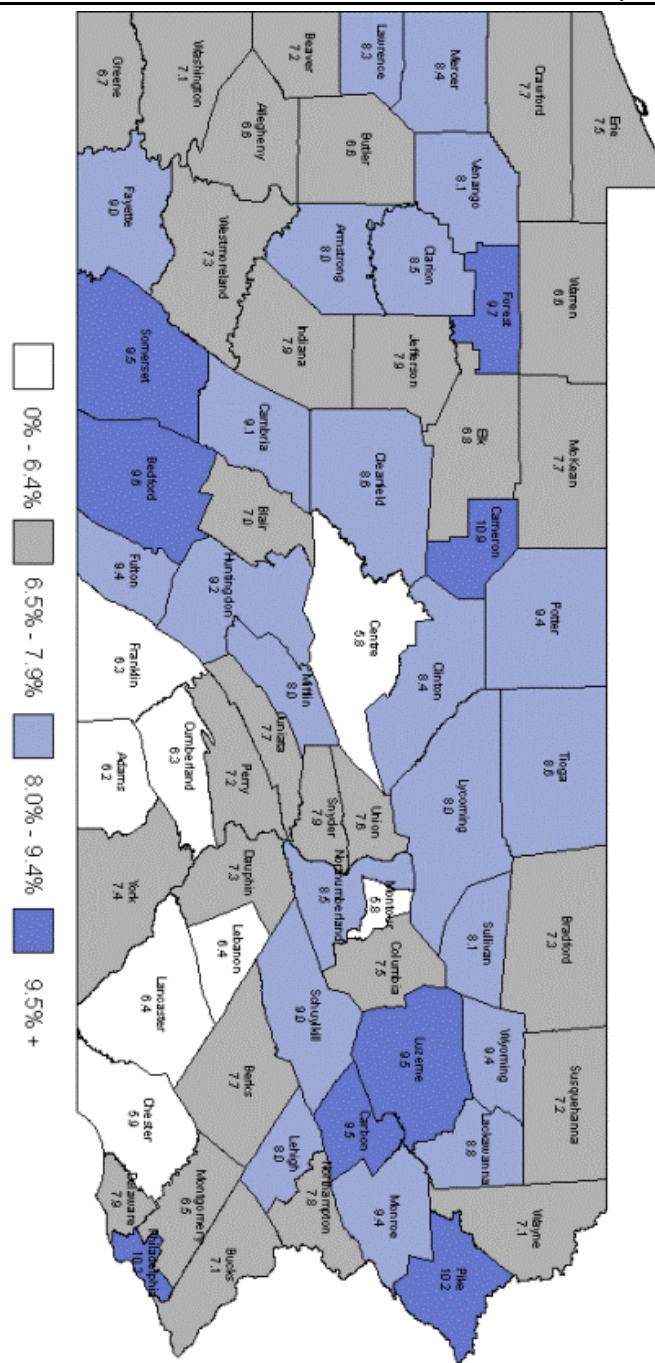 Erie
7.5
Warren
6.6
McKean
7.7
Potter
9.4
Tioga
8.6
Bradford
7.3
Susquehanna
7.2
Wayne
7.1
Crawford
7.7
Forest
9.7
Elk
6.8
Cameron
10.9
Clinton
8.4
Lycoming
8.0
Sullivan
8.1
Wyoming
9.4
Lackawanna
8.8
Pike
10.2
Mercer
8.4
Venango
8.1
Clarion
8.5
Jefferson
7.9
Clearfield
8.6
Centre
5.8
Union
7.6
Montour
5.8
Columbia
7.5
Luzerne
9.5
Monroe
9.4
Lawrence
8.3
Butler
6.6
Armstrong
8.0
Indiana
7.9
Cambria
9.1
Blair
7.0
Huntingdon
9.2
Mifflin
8.0
Juniata
7.7
Snyder
7.9
Northumberland
8.5
Schuylkill
9.0
Carbon
9.5
Northampton
7.8
Lehigh
8.0
Beaver
7.2
Allegheny
6.6
Westmoreland
7.3
Perry
7.2
Dauphin
7.3
Lebanon
6.4
Berks
7.7
Bucks
7.1
Montgomery
6.5
Washington
7.1
Greene
6.7
Fayette
9.0
Somerset
9.5
Bedford
9.6
Fulton
9.4
Franklin
6.3
Cumberland
6.3
Adams
6.2
York
7.4
Lancaster
6.4
Chester
5.9
Delaware
7.9
Philadelphia
10.3
0% - 6.4%
6.5% - 7.9%
8.0% - 9.4%
9.5% +